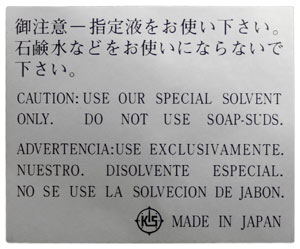 御注意－指定液をお使い下さい。
石鹸水などをお使いにならないで
下さい。
CAUTION: USE OUR SPECIAL SOLVENT
ONLY. DO NOT USE SOAP-SUDS.
ADVERTENCIA: USE EXCLUSIVAMENTE.
NUESTRO. DISOLVENTE ESPECIAL.
NO SE USE LA SOLVECION DE JABON.
KLS MADE IN JAPAN